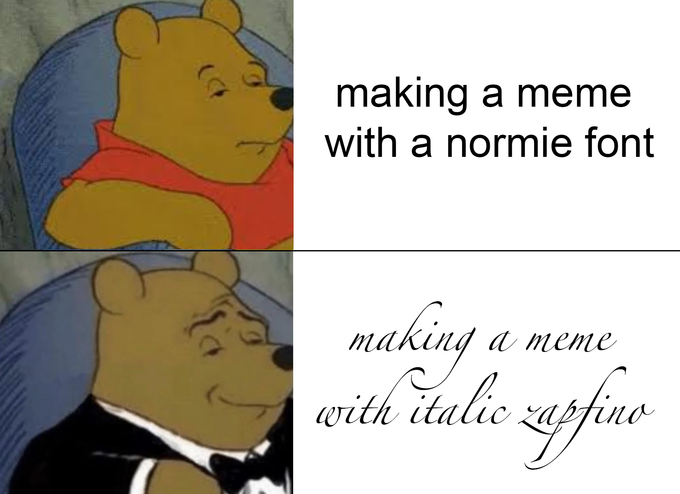 making a meme
with a normie font
making a meme
with italic zapfino